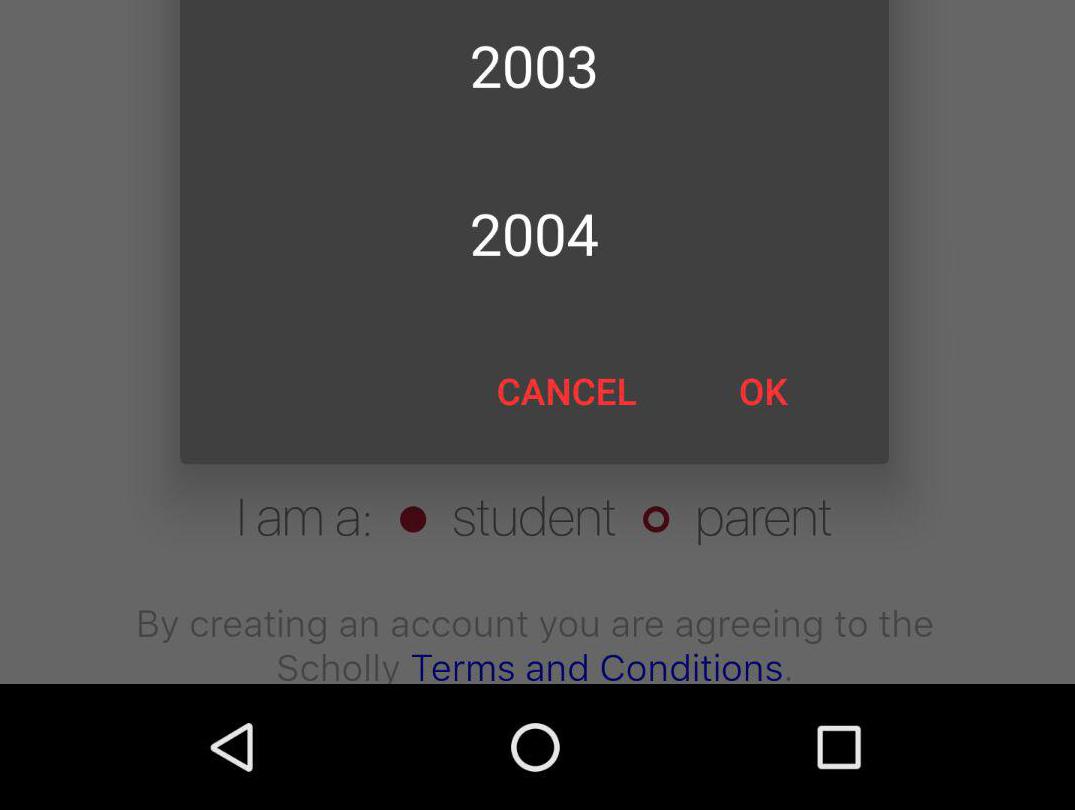 2003
2004
CANCEL OK
I am a: student parent
By creating an account you are agreeing to the
Scholly Terms and Conditions.